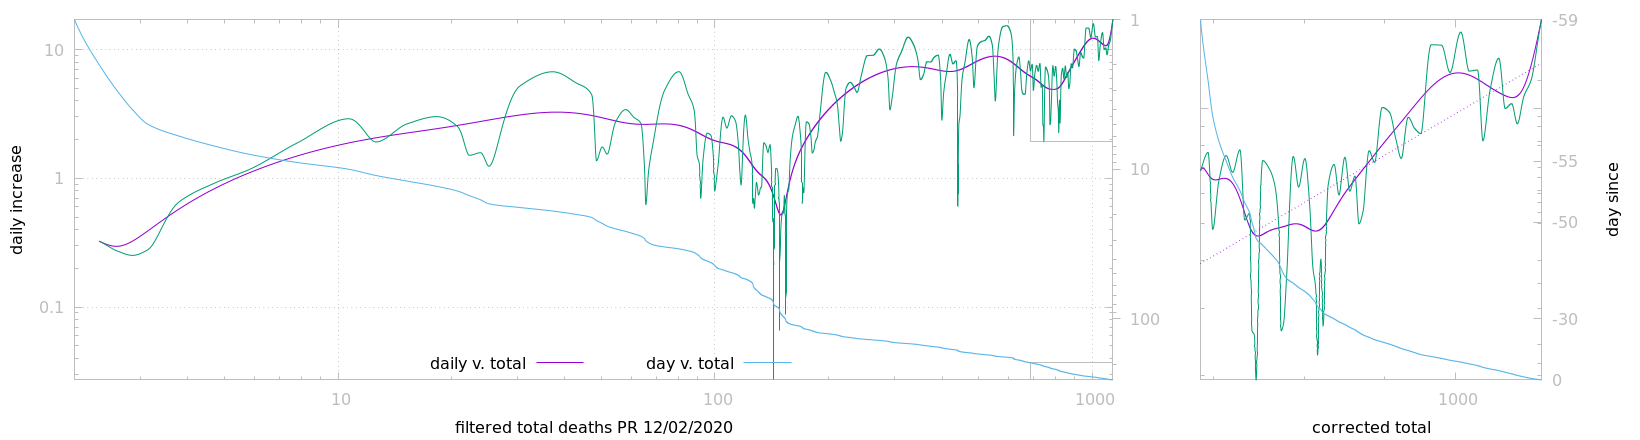 daily increase
10
1
0.1
10
100
1000
1
10
100
daily v. total
day v. total
filtered total deaths PR 12/02/2020
1000
-59
-55
-50
-30
0
day since
corrected total